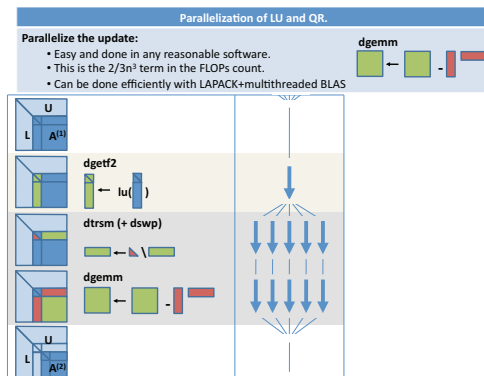 Parallelization of LU and QR.
Parallelize the update:
• Easy and done in any reasonable software.
• This is the 2/3n³ term in the FLOPs count.
• Can be done efficiently with LAPACK+multithreaded BLAS
dgemm
-
U
L
A(1)
dgetf2
lu( )
dtrsm (+ dswp)
\
dgemm
-
U
L
A(2)